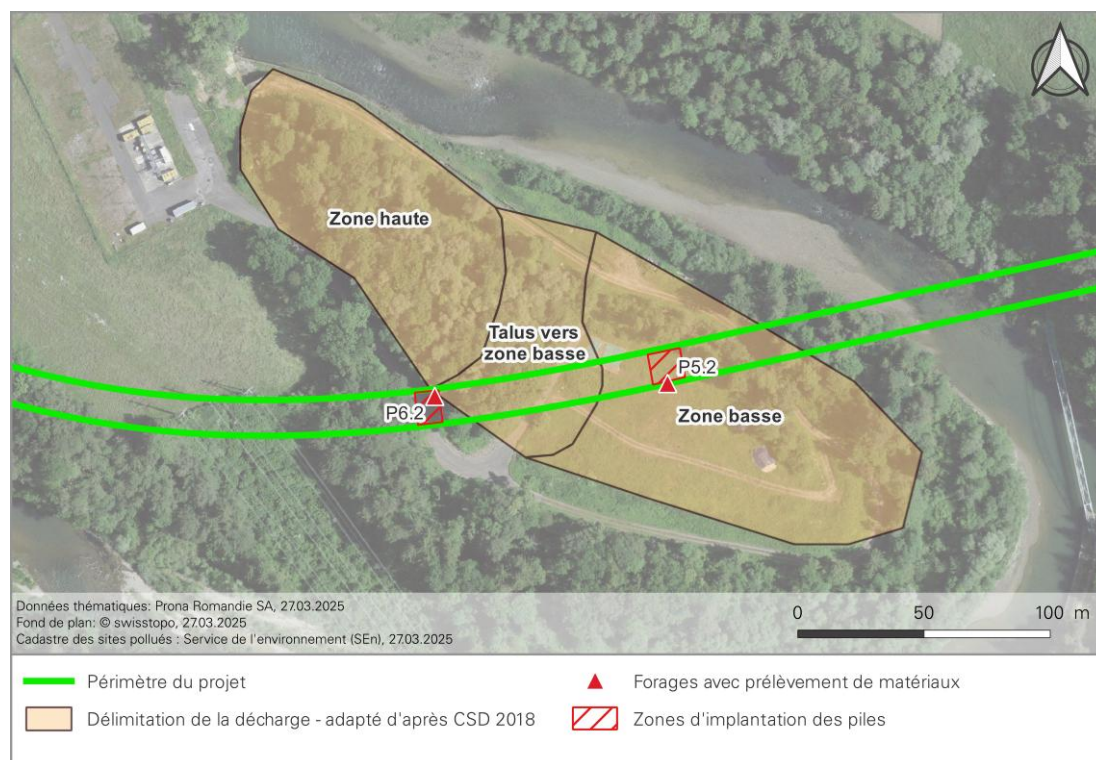 Zone haute
Talus vers
zone basse
P5.2
P6.2
Zone basse
Données thématiques: Prona Romandie SA, 27.03.2025
Fond de plan: © swisstopo, 27.03.2025
Cadastre des sites pollués : Service de l'environnement (SEn), 27.03.2025
0 50 100 m
Périmètre du projet
Forages avec prélèvement de matériaux
Délimitation de la décharge - adapté d'après CSD 2018
Zones d'implantation des piles